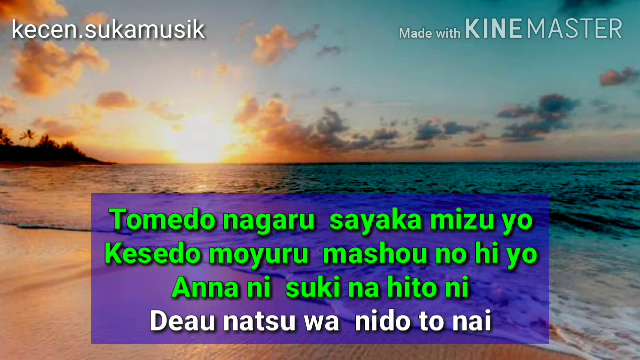 kecen.sukamusik
Made with KINEMASTER
Tomedo nagaru sayaka mizu yo
Kesedo moyuru mashou no hi yo
Anna ni suki na hito ni
Deau natsu wa nido to nai